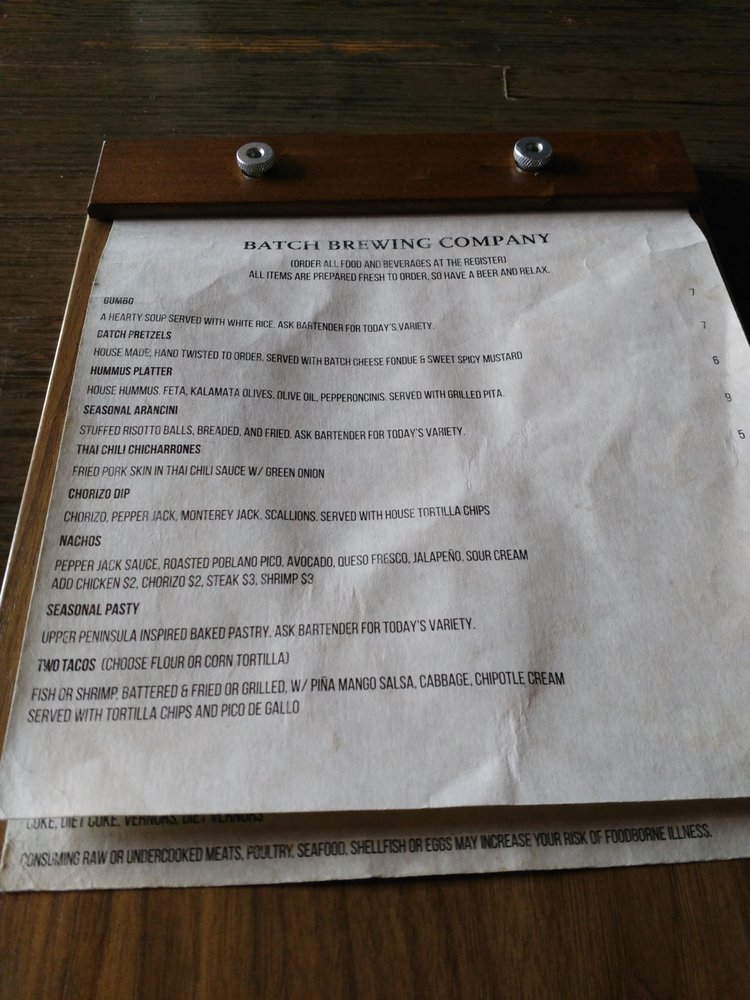 BATCH BREWING COMPANY
(ORDER ALL FOOD AND BEVERAGES AT THE REGISTER)
ALL ITEMS ARE PREPARED FRESH TO ORDER, SO HAVE A BEER AND RELAX.
GUMBO 7
A HEARTY SOUP SERVED WITH WHITE RICE. ASK BARTENDER FOR TODAY'S VARIETY.
BATCH PRETZELS 7
HOUSE MADE, HAND TWISTED TO ORDER, SERVED WITH BATCH CHEESE FONDUE & SWEET SPICY MUSTARD
HUMMUS PLATTER 6
HOUSE HUMMUS. FETA, KALAMATA OLIVES, OLIVE OIL, PEPPERONCINIS. SERVED WITH GRILLED PITA.
SEASONAL ARANCINI 9
STUFFED RISOTTO BALLS, BREADED, AND FRIED. ASK BARTENDER FOR TODAY'S VARIETY.
THAI CHILI CHICHARRONES 5
FRIED PORK SKIN IN THAI CHILI SAUCE W/ GREEN ONION
CHORIZO DIP
CHORIZO, PEPPER JACK, MONTEREY JACK, SCALLIONS. SERVED WITH HOUSE TORTILLA CHIPS
NACHOS
PEPPER JACK SAUCE, ROASTED POBLANO PICO, AVOCADO, QUESO FRESCO, JALAPEÑO, SOUR CREAM
ADD CHICKEN $2, CHORIZO $2, STEAK $3, SHRIMP $3
SEASONAL PASTY
UPPER PENINSULA INSPIRED BAKED PASTRY. ASK BARTENDER FOR TODAY'S VARIETY.
TWO TACOS (CHOOSE FLOUR OR CORN TORTILLA)
FISH OR SHRIMP, BATTERED & FRIED OR GRILLED, W/ PIÑA MANGO SALSA, CABBAGE, CHIPOTLE CREAM
SERVED WITH TORTILLA CHIPS AND PICO DE GALLO
COKE, DIET COKE, VERNORS, DIET VERNORS
CONSUMING RAW OR UNDERCOOKED MEATS, POULTRY, SEAFOOD, SHELLFISH OR EGGS MAY INCREASE YOUR RISK OF FOODBORNE ILLNESS.